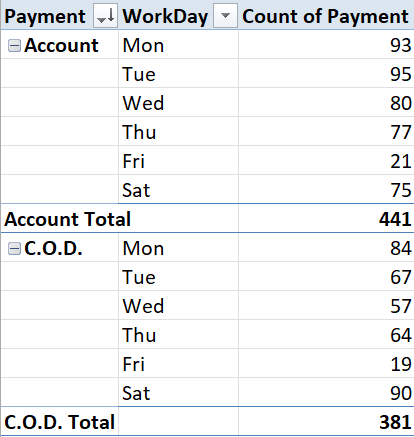 Payment WorkDay Count of Payment
Account Mon 93
Tue 95
Wed 80
Thu 77
Fri 21
Sat 75
Account Total 441
C.O.D. Mon 84
Tue 67
Wed 57
Thu 64
Fri 19
Sat 90
C.O.D. Total 381